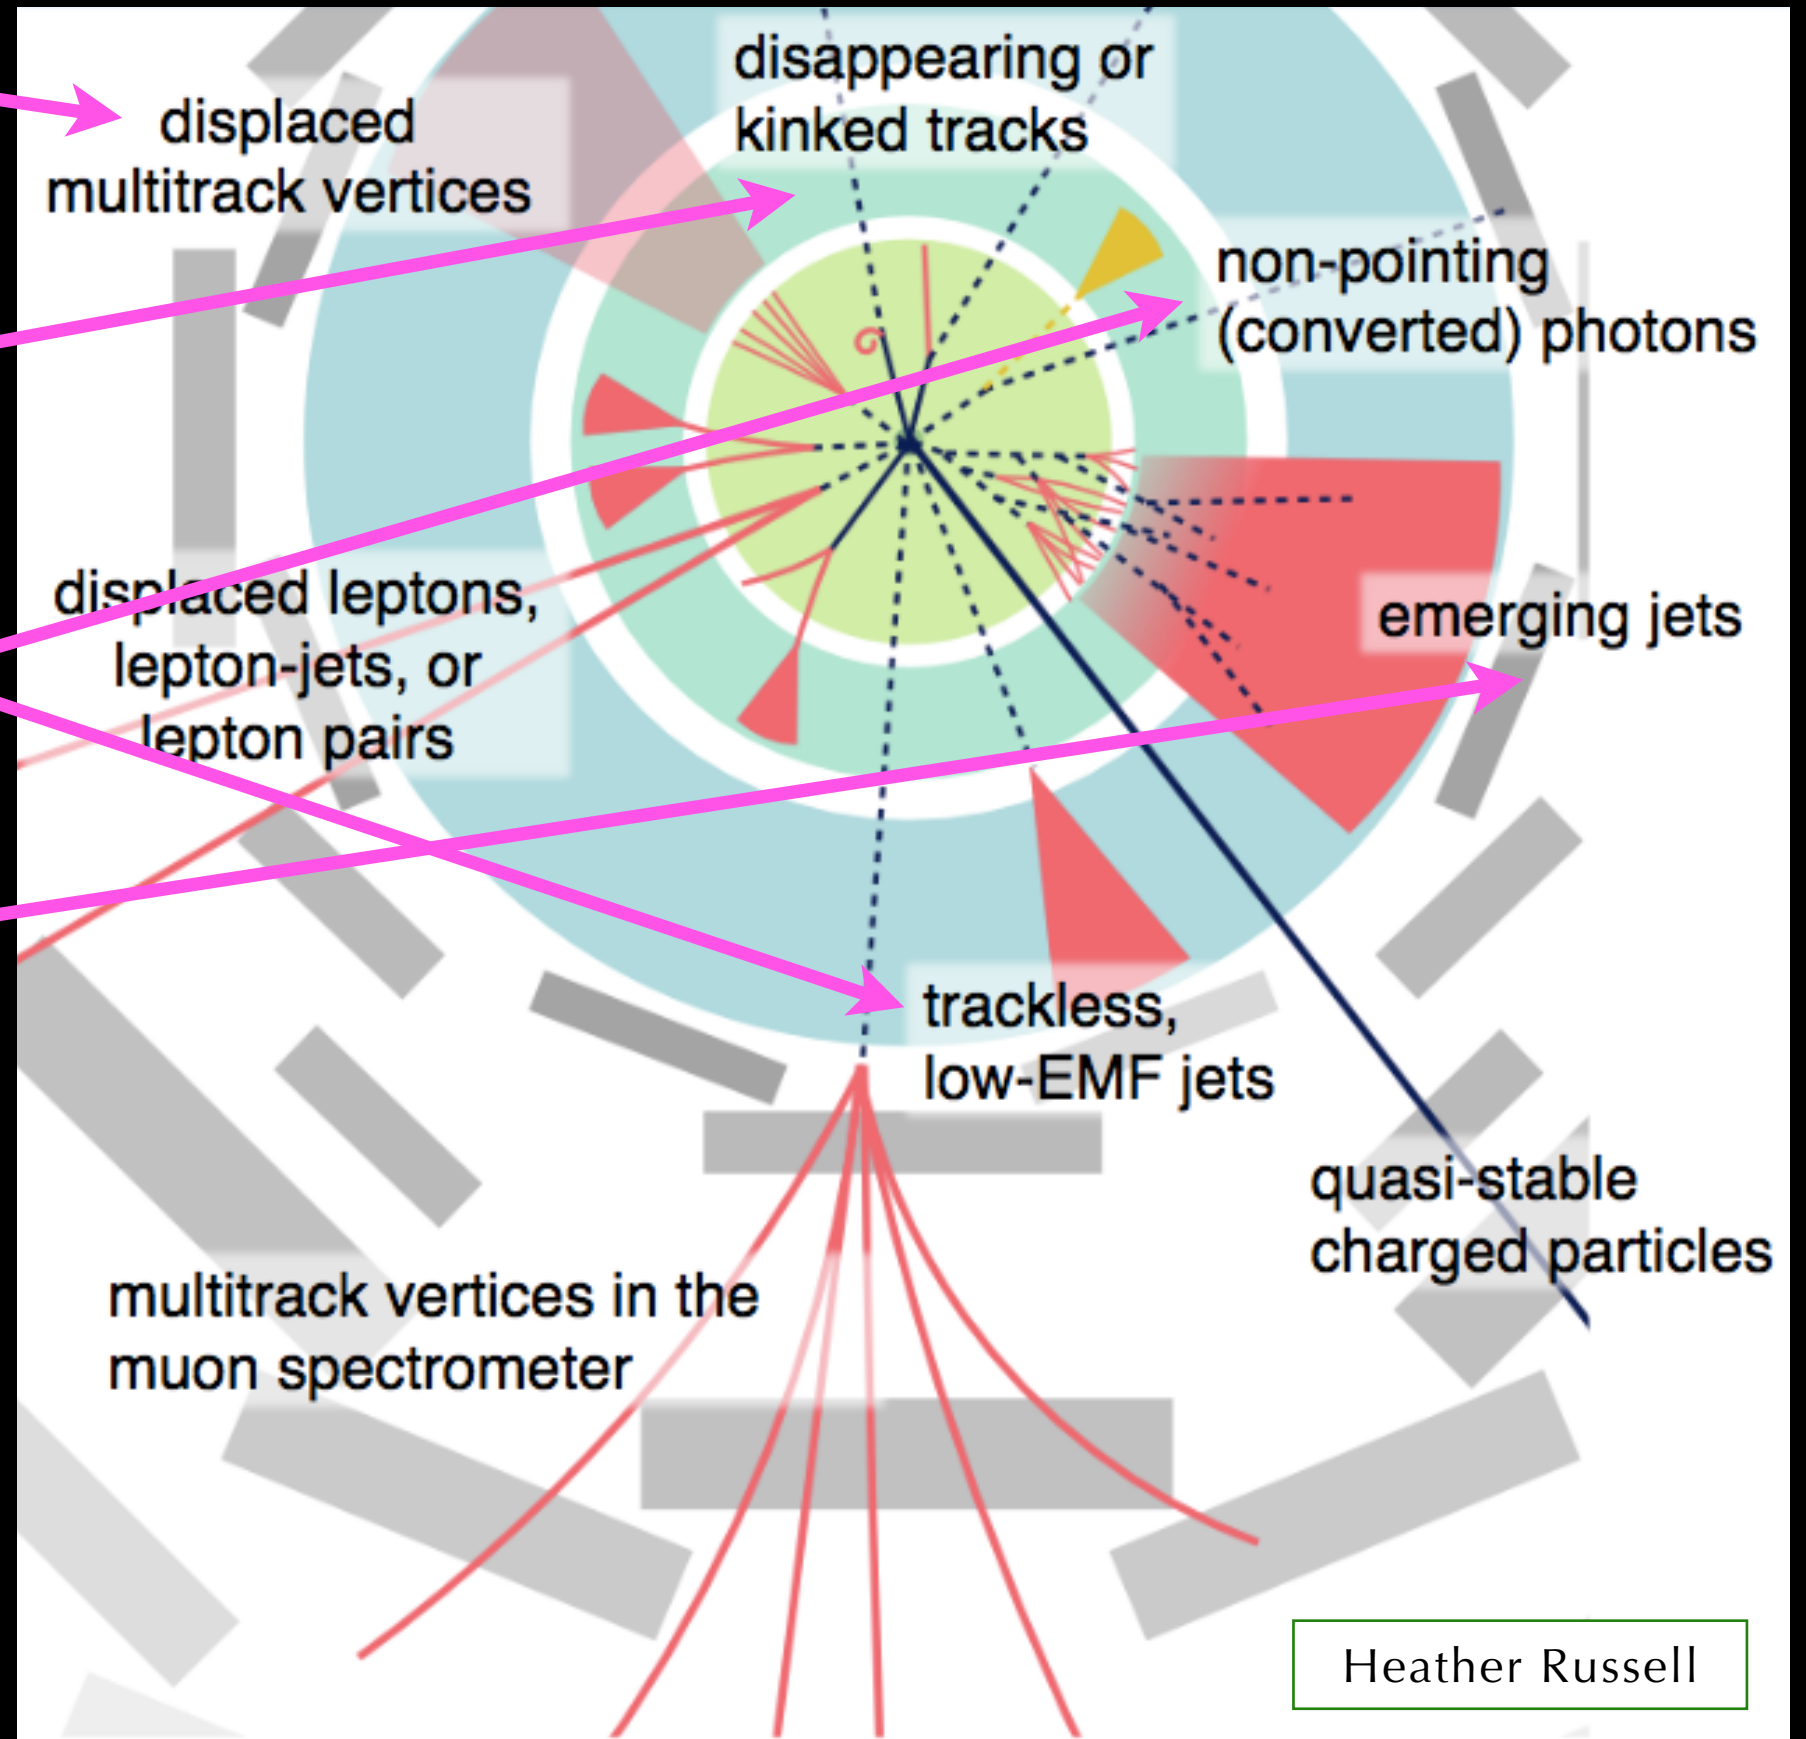 disappearing or
kinked tracks
displaced
multitrack vertices
non-pointing
(converted) photons
displaced leptons,
lepton-jets, or
lepton pairs
emerging jets
trackless,
low-EMF jets
quasi-stable
charged particles
multitrack vertices in the
muon spectrometer
Heather Russell